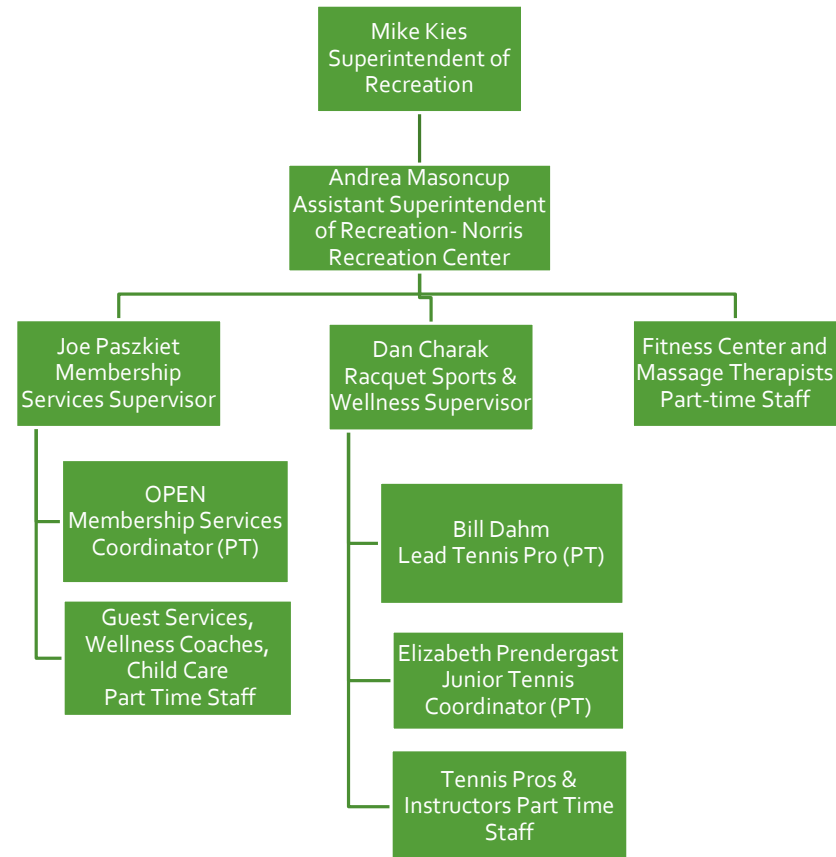 Mike Kies
Superintendent of
Recreation
Andrea Masoncup
Assistant Superintendent
of Recreation- Norris
Recreation Center
Joe Paszkiet
Membership
Services Supervisor
Dan Charak
Racquet Sports &
Wellness Supervisor
Fitness Center and
Massage Therapists
Part-time Staff
OPEN
Membership Services
Coordinator (PT)
Guest Services,
Wellness Coaches,
Child Care
Part Time Staff
Bill Dahm
Lead Tennis Pro (PT)
Elizabeth Prendergast
Junior Tennis
Coordinator (PT)
Tennis Pros &
Instructors Part Time
Staff